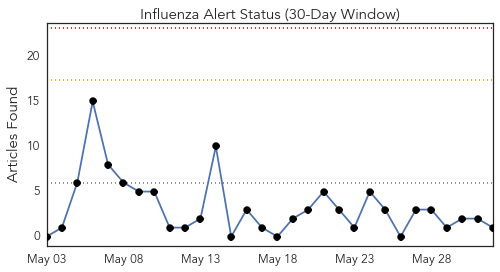 Influenza Alert Status (30-Day Window)
Articles Found
20
15
10
5
0
May 03 May 08 May 13 May 18 May 23 May 28